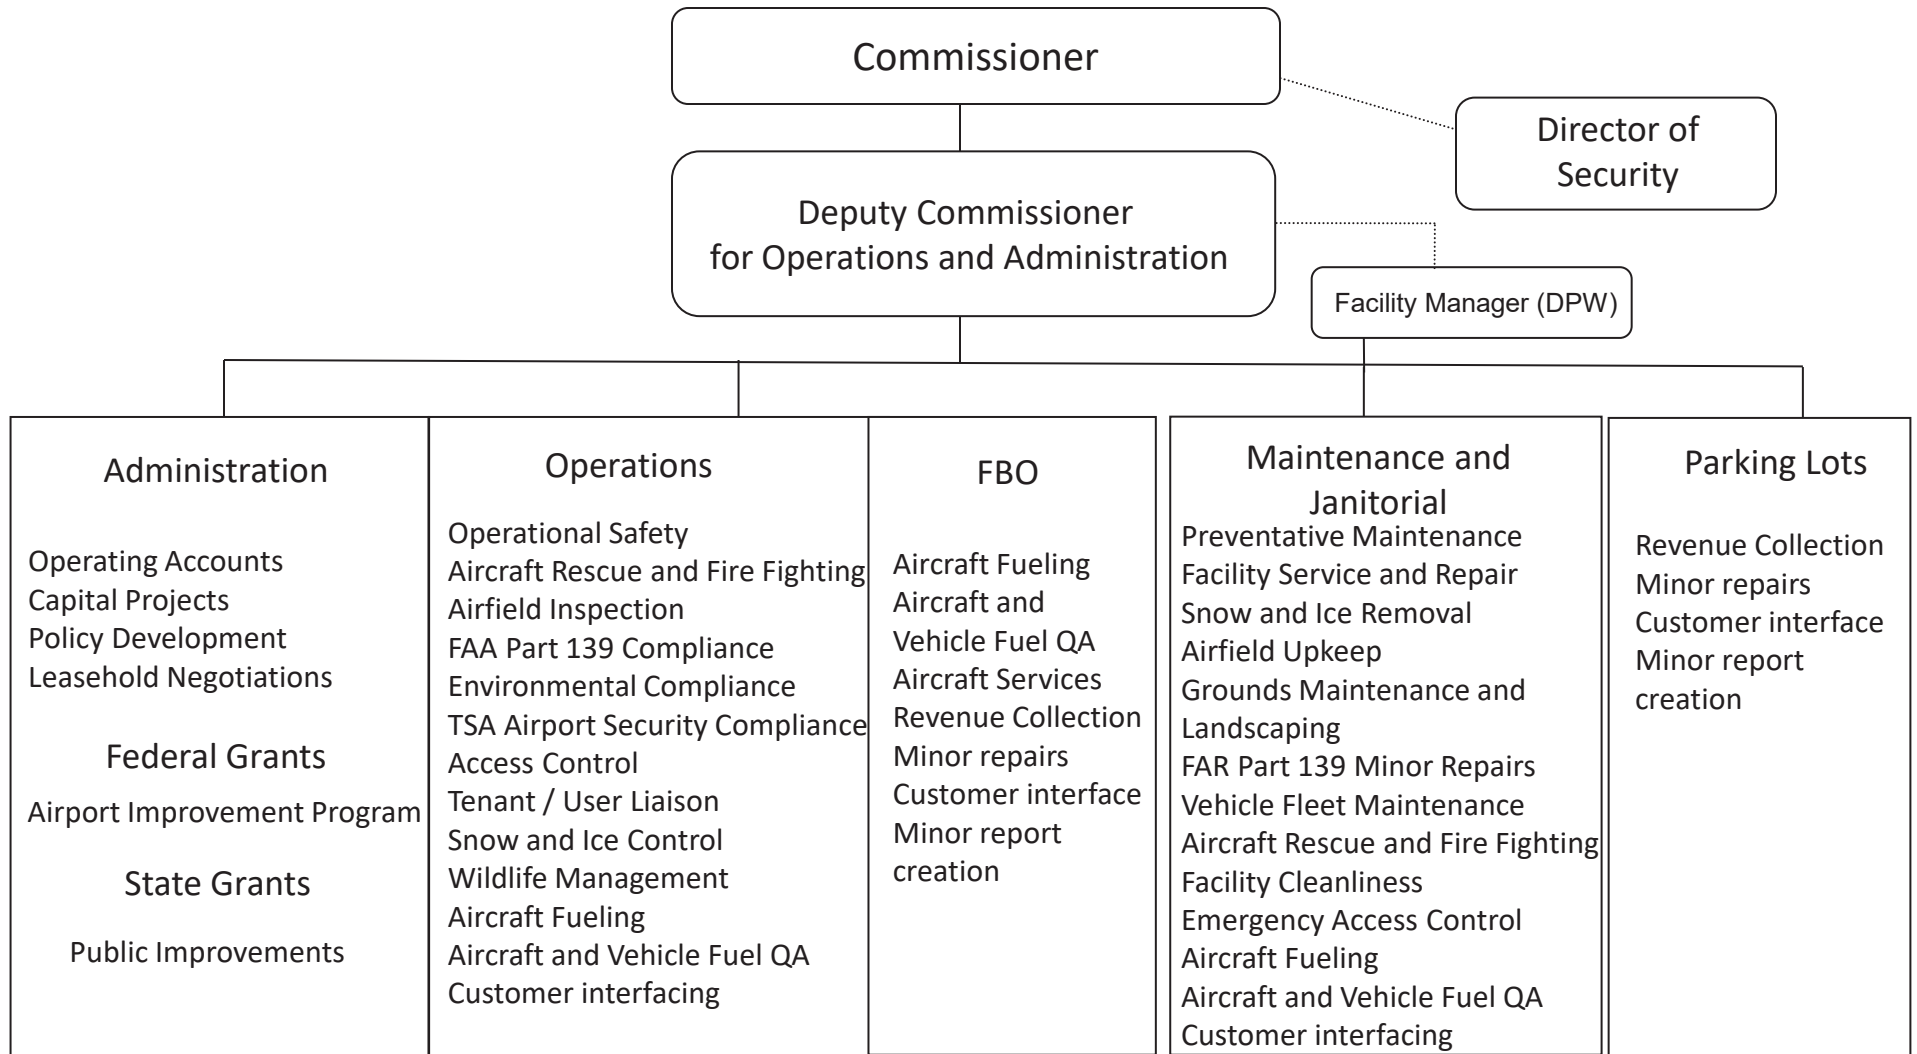 Commissioner
Director of
Security
Deputy Commissioner
for Operations and Administration
Facility Manager (DPW)
Administration
Operating Accounts
Capital Projects
Policy Development
Leasehold Negotiations
Federal Grants
Airport Improvement Program
State Grants
Public Improvements
Operations
Operational Safety
Aircraft Rescue and Fire Fighting
Airfield Inspection
FAA Part 139 Compliance
Environmental Compliance
TSA Airport Security Compliance
Access Control
Tenant / User Liaison
Snow and Ice Control
Wildlife Management
Aircraft Fueling
Aircraft and Vehicle Fuel QA
Customer interfacing
FBO
Aircraft Fueling
Aircraft and
Vehicle Fuel QA
Aircraft Services
Revenue Collection
Minor repairs
Customer interface
Minor report
creation
Maintenance and
Janitorial
Preventative Maintenance
Facility Service and Repair
Snow and Ice Removal
Airfield Upkeep
Grounds Maintenance and
Landscaping
FAR Part 139 Minor Repairs
Vehicle Fleet Maintenance
Aircraft Rescue and Fire Fighting
Facility Cleanliness
Emergency Access Control
Aircraft Fueling
Aircraft and Vehicle Fuel QA
Customer interfacing
Parking Lots
Revenue Collection
Minor repairs
Customer interface
Minor report
creation